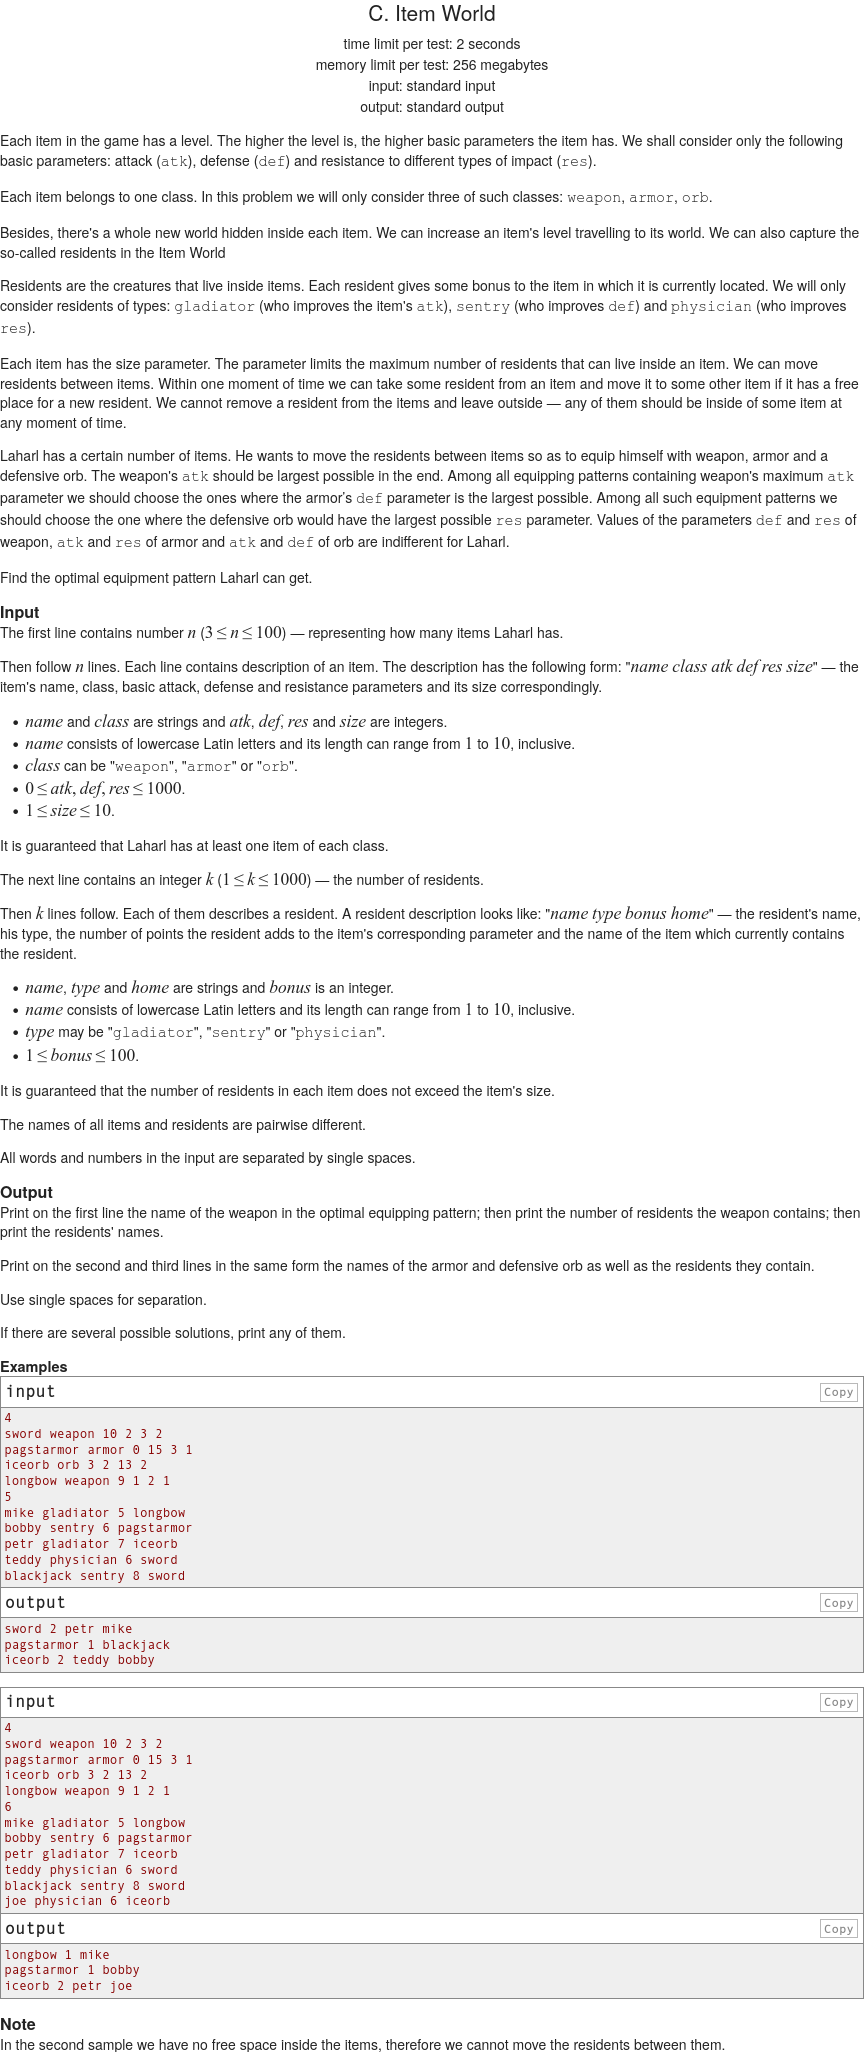 C. Item World
time limit per test: 2 seconds
memory limit per test: 256 megabytes
input: standard input
output: standard output
Each item in the game has a level. The higher the level is, the higher basic parameters the item has. We shall consider only the following
basic parameters: attack (atk), defense (def) and resistance to different types of impact (res).
Each item belongs to one class. In this problem we will only consider three of such classes: weapon, armor, orb.
Besides, there's a whole new world hidden inside each item. We can increase an item's level travelling to its world. We can also capture the
so-called residents in the Item World
Residents are the creatures that live inside items. Each resident gives some bonus to the item in which it is currently located. We will only
consider residents of types: gladiator (who improves the item's atk), sentry (who improves def) and physician (who improves
res).
Each item has the size parameter. The parameter limits the maximum number of residents that can live inside an item. We can move
residents between items. Within one moment of time we can take some resident from an item and move it to some other item if it has a free
place for a new resident. We cannot remove a resident from the items and leave outside — any of them should be inside of some item at
any moment of time.
Laharl has a certain number of items. He wants to move the residents between items so as to equip himself with weapon, armor and a
defensive orb. The weapon's atk should be largest possible in the end. Among all equipping patterns containing weapon's maximum atk
parameter we should choose the ones where the armor’s def parameter is the largest possible. Among all such equipment patterns we
should choose the one where the defensive orb would have the largest possible res parameter. Values of the parameters def and res of
weapon, atk and res of armor and atk and def of orb are indifferent for Laharl.
Find the optimal equipment pattern Laharl can get.
Input
The first line contains number n (3 ≤ n ≤ 100) — representing how many items Laharl has.
Then follow n lines. Each line contains description of an item. The description has the following form: "name class atk def res size" — the
item's name, class, basic attack, defense and resistance parameters and its size correspondingly.
• name and class are strings and atk, def, res and size are integers.
• name consists of lowercase Latin letters and its length can range from 1 to 10, inclusive.
• class can be "weapon", "armor" or "orb".
• 0 ≤ atk, def, res ≤ 1000.
• 1 ≤ size ≤ 10.
It is guaranteed that Laharl has at least one item of each class.
The next line contains an integer k (1 ≤ k ≤ 1000) — the number of residents.
Then k lines follow. Each of them describes a resident. A resident description looks like: "name type bonus home" — the resident's name,
his type, the number of points the resident adds to the item's corresponding parameter and the name of the item which currently contains
the resident.
• name, type and home are strings and bonus is an integer.
• name consists of lowercase Latin letters and its length can range from 1 to 10, inclusive.
• type may be "gladiator", "sentry" or "physician".
• 1 ≤ bonus ≤ 100.
It is guaranteed that the number of residents in each item does not exceed the item's size.
The names of all items and residents are pairwise different.
All words and numbers in the input are separated by single spaces.
Output
Print on the first line the name of the weapon in the optimal equipping pattern; then print the number of residents the weapon contains; then
print the residents' names.
Print on the second and third lines in the same form the names of the armor and defensive orb as well as the residents they contain.
Use single spaces for separation.
If there are several possible solutions, print any of them.
Examples
input Copy
4
sword weapon 10 2 3 2
pagstarmor armor 0 15 3 1
iceorb orb 3 2 13 2
longbow weapon 9 1 2 1
5
mike gladiator 5 longbow
bobby sentry 6 pagstarmor
petr gladiator 7 iceorb
teddy physician 6 sword
blackjack sentry 8 sword
output Copy
sword 2 petr mike
pagstarmor 1 blackjack
iceorb 2 teddy bobby
input Copy
4
sword weapon 10 2 3 2
pagstarmor armor 0 15 3 1
iceorb orb 3 2 13 2
longbow weapon 9 1 2 1
6
mike gladiator 5 longbow
bobby sentry 6 pagstarmor
petr gladiator 7 iceorb
teddy physician 6 sword
blackjack sentry 8 sword
joe physician 6 iceorb
output Copy
longbow 1 mike
pagstarmor 1 bobby
iceorb 2 petr joe
Note
In the second sample we have no free space inside the items, therefore we cannot move the residents between them.